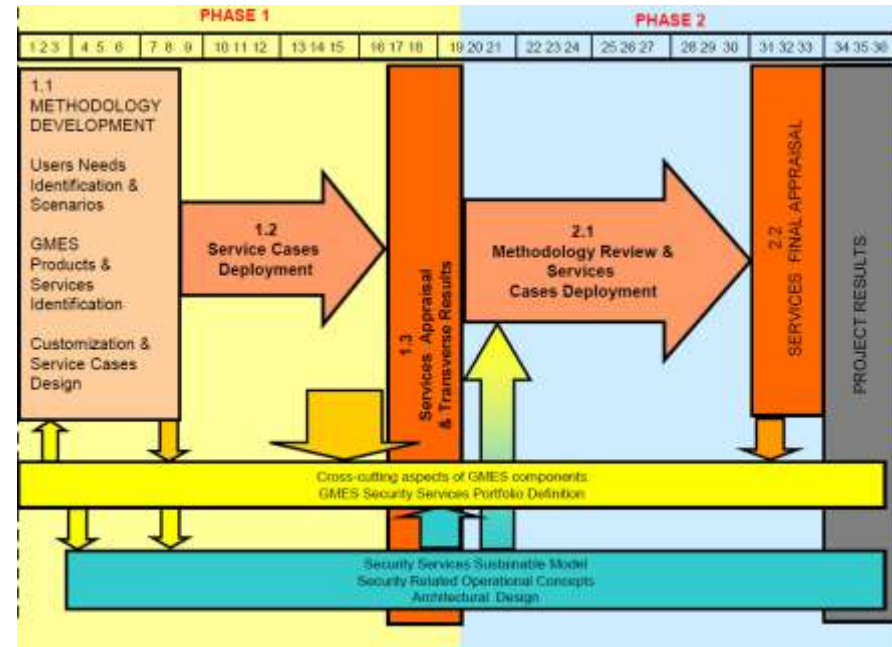 PHASE 1
PHASE 2
1 2 3
4 5 6
7 8 9
10 11 12
13 14 15
16 17 18
19 20 21
22 23 24
25 26 27
28 29 30
31 32 33
34 35 36
1.1
METHODOLOGY
DEVELOPMENT
Users Needs
Identification &
Scenarios
GMES
Products &
Services
Identification
Customization &
Service Cases
Design
1.2
Service Cases
Deployment
1.3
Services Appraisal
& Transverse Results
2.1
Methodology Review &
Services
Cases Deployment
2.2
SERVICES FINAL APPRAISAL
PROJECT RESULTS
Cross-cutting aspects of GMES components.
GMES Security Services Portfolio Definition
Security Services Sustainable Model
Security Related Operational Concepts
Architectural Design